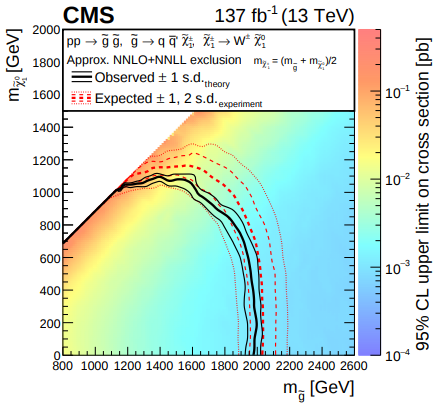 CMS 137 fb⁻¹ (13 TeV)
pp → g̃ g̃, g̃ → q q̄' χ̃₁^±, χ̃₁^± → W^± χ̃₁⁰
Approx. NNLO+NNLL exclusion m_χ̃₁^± = (m_g̃ + m_χ̃₁⁰)/2
Observed ± 1 s.d.theory
Expected ± 1, 2 s.d.experiment
m_χ̃₁⁰ [GeV]
2000
1800
1600
1400
1200
1000
800
600
400
200
0
800 1000 1200 1400 1600 1800 2000 2200 2400 2600
m_g̃ [GeV]
10⁻¹
10⁻²
10⁻³
10⁻⁴
95% CL upper limit on cross section [pb]